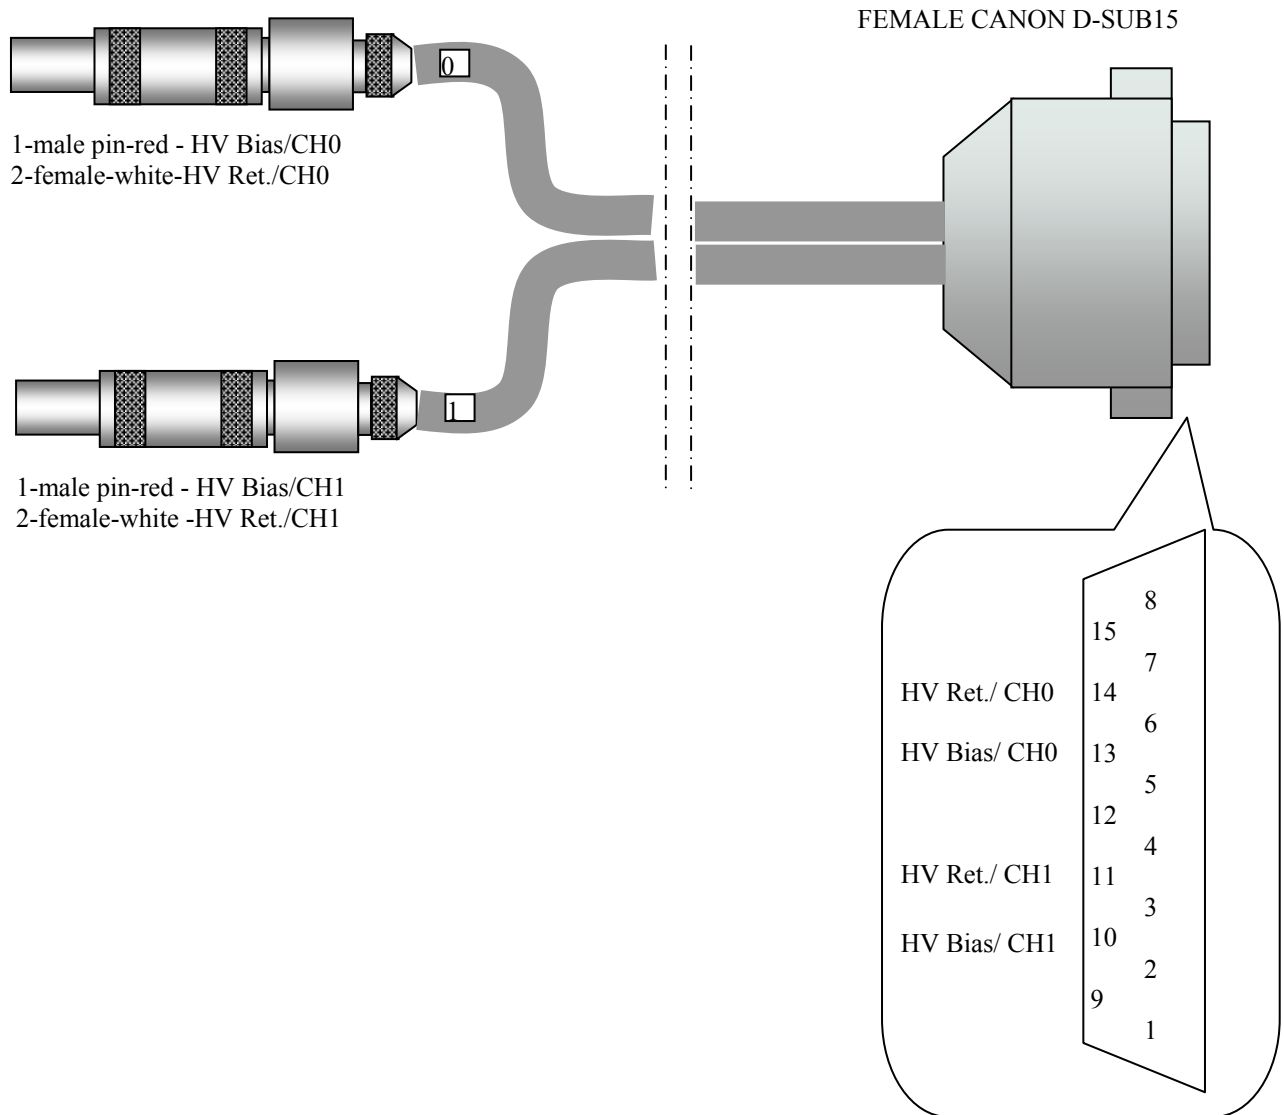 FEMALE CANON D-SUB15
0
1-male pin-red - HV Bias/CH0
2-female-white-HV Ret./CH0
1
1-male pin-red - HV Bias/CH1
2-female-white -HV Ret./CH1
8
15
7
HV Ret./ CH0 14
6
HV Bias/ CH0 13
5
12
4
HV Ret./ CH1 11
3
HV Bias/ CH1 10
2
9
1